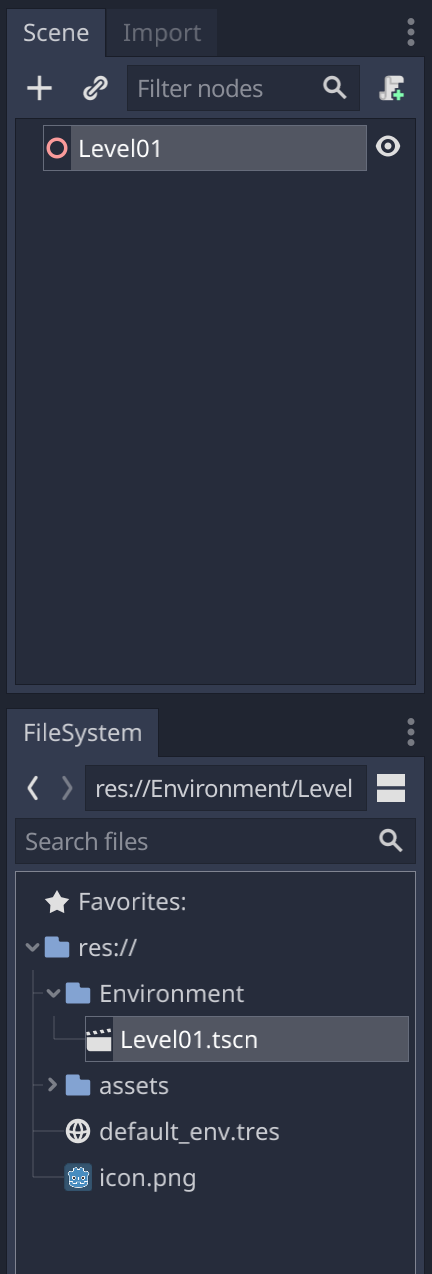 Scene Import
Filter nodes
Level01
FileSystem
res://Environment/Level
Search files
Favorites:
res://
Environment
Level01.tscn
assets
default_env.tres
icon.png